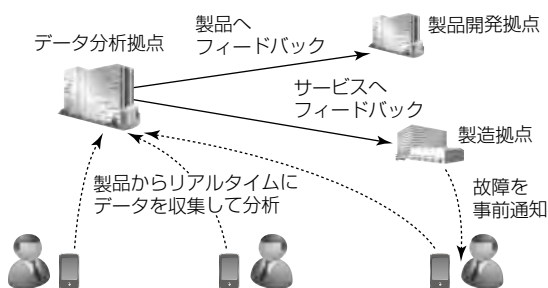 データ分析拠点
製品へ
フィードバック
製品開発拠点
サービスへ
フィードバック
製造拠点
製品からリアルタイムに
データを収集して分析
故障を
事前通知